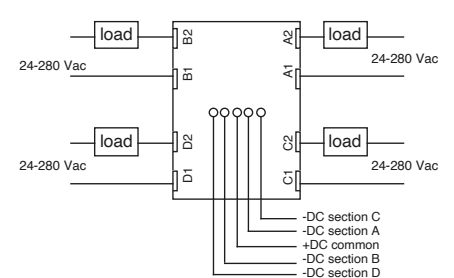 load B2 A2 load
24-280 Vac B1 A1 24-280 Vac
load D2 C2 load
24-280 Vac D1 C1 24-280 Vac
-DC section C
-DC section A
+DC common
-DC section B
-DC section D